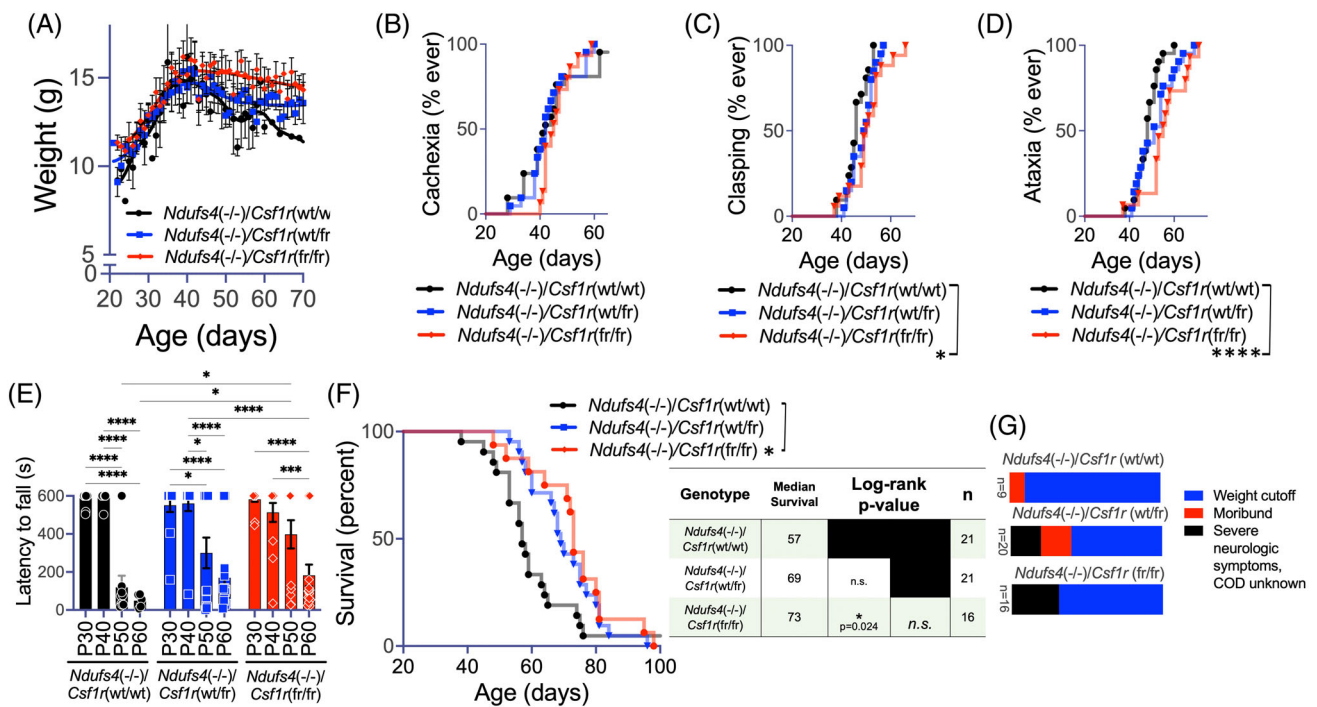 (A)
Weight (g)
15
10
5
0
20 30 40 50 60 70
Age (days)
Ndufs4(-/-)/Csf1r(wt/w
Ndufs4(-/-)/Csf1r(wt/fr
Ndufs4(-/-)/Csf1r(fr/fr)
(B)
Cachexia (% ever)
100
50
0
20 40 60
Age (days)
Ndufs4(-/-)/Csf1r(wt/wt)
Ndufs4(-/-)/Csf1r(wt/fr)
Ndufs4(-/-)/Csf1r(fr/fr)
(C)
Clasping (% ever)
100
50
0
20 40 60
Age (days)
Ndufs4(-/-)/Csf1r(wt/wt)
Ndufs4(-/-)/Csf1r(wt/fr)
Ndufs4(-/-)/Csf1r(fr/fr)
*
(D)
Ataxia (% ever)
100
50
0
20 40 60
Age (days)
Ndufs4(-/-)/Csf1r(wt/wt)
Ndufs4(-/-)/Csf1r(wt/fr)
Ndufs4(-/-)/Csf1r(fr/fr)
****
(E)
*
*
****
**** **** ****
**** * ***
**** ****
**** *
Latency to fall (s)
600
400
200
0
P30 P40 P50 P60 P30 P40 P50 P60 P30 P40 P50 P60
Ndufs4(-/-)/ Ndufs4(-/-)/ Ndufs4(-/-)/
Csf1r(wt/wt) Csf1r(wt/fr) Csf1r(fr/fr)
(F)
Ndufs4(-/-)/Csf1r(wt/wt)
Ndufs4(-/-)/Csf1r(wt/fr)
Ndufs4(-/-)/Csf1r(fr/fr) *
Survival (percent)
100
50
0
20 40 60 80 100
Age (days)
Genotype Median Survival Log-rank p-value n
Ndufs4(-/-)/
Csf1r(wt/wt) 57 21
Ndufs4(-/-)/
Csf1r(wt/fr) 69 n.s. 21
Ndufs4(-/-)/
Csf1r(fr/fr) 73 * p=0.024 n.s. 16
(G)
Ndufs4(-/-)/Csf1r (wt/wt)
n=9
Ndufs4(-/-)/Csf1r (wt/fr)
n=20
Ndufs4(-/-)/Csf1r (fr/fr)
n=16
Weight cutoff
Moribund
Severe
neurologic
symptoms,
COD unknown